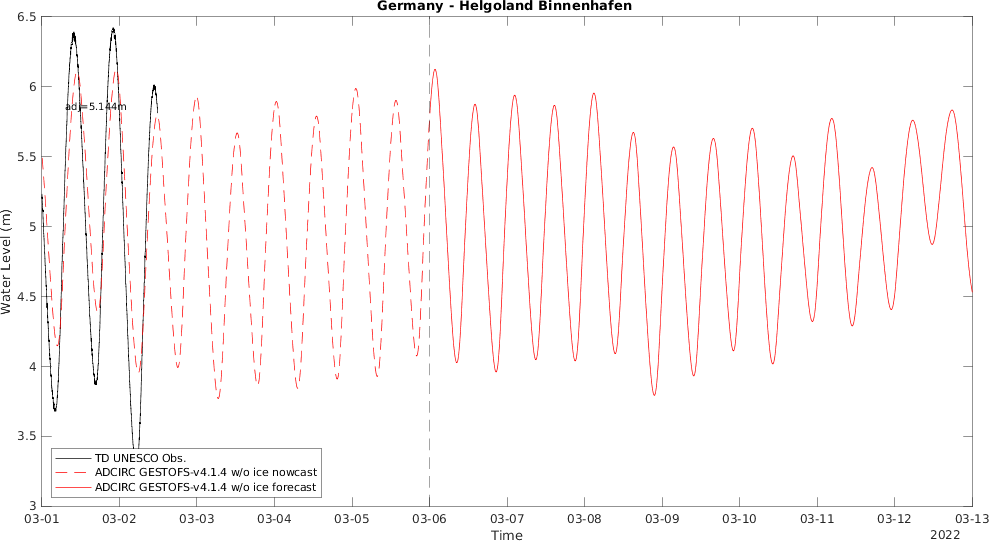 Germany - Helgoland Binnenhafen
6.5
6
5.5
5
4.5
4
3.5
3
Water Level (m)
adj=5.144m
TD UNESCO Obs.
ADCIRC GESTOFS-v4.1.4 w/o ice nowcast
ADCIRC GESTOFS-v4.1.4 w/o ice forecast
03-01 03-02 03-03 03-04 03-05 03-06 03-07 03-08 03-09 03-10 03-11 03-12 03-13
Time
2022